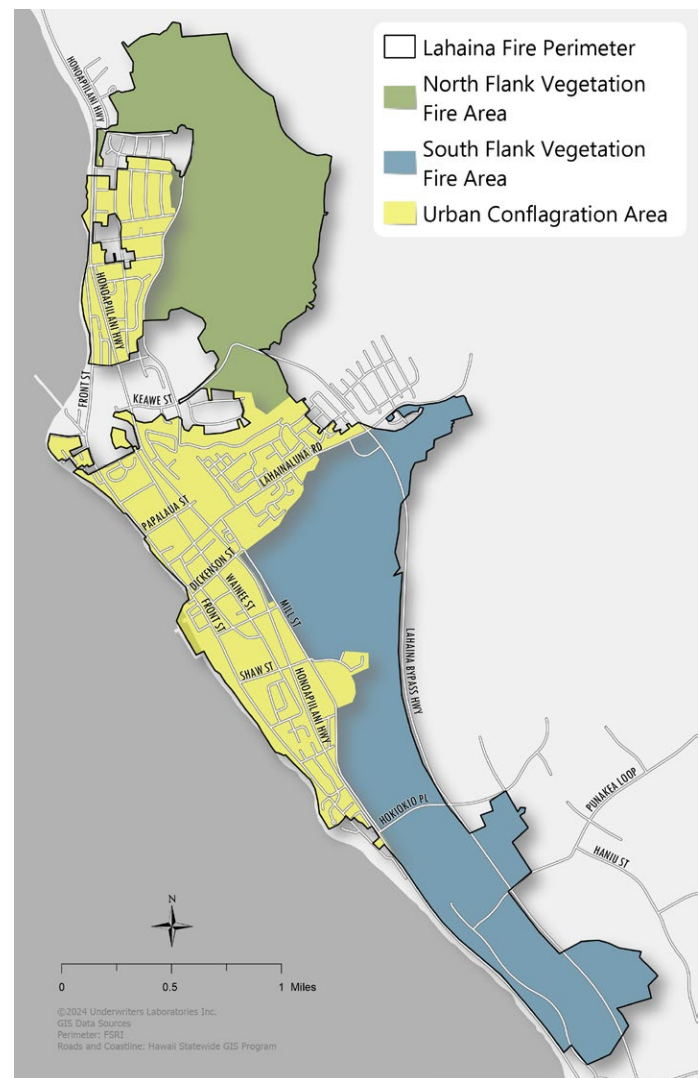 Lahaina Fire Perimeter
North Flank Vegetation
Fire Area
South Flank Vegetation
Fire Area
Urban Conflagration Area
HONOAPIILANI HWY
HONOAPIILANI HWY
FRONT ST
KEAWE ST
LAHAINALUNA RD
PAPALAUA ST
DICKENSON ST
WAINEE ST
FRONT ST
MILL ST
SHAW ST
HONOAPIILANI HWY
LAHAINA BYPASS HWY
HOKIOKIO PL
PUNAKEA LOOP
HANIU ST
N
0 0.5 1 Miles
©2024 Underwriters Laboratories Inc.
GIS Data Sources
Perimeter: FSRI
Roads and Coastline: Hawaii Statewide GIS Program